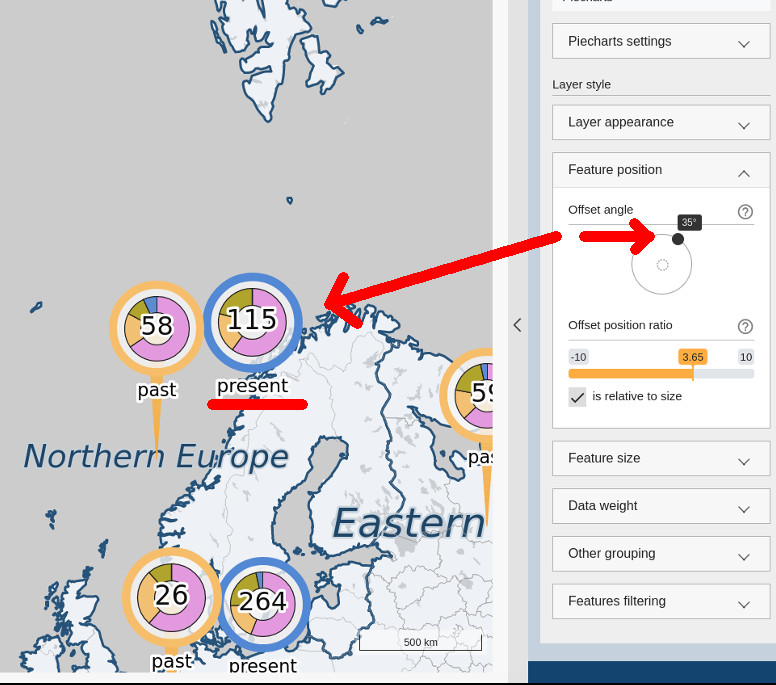 Piecharts settings
Layer style
Layer appearance
Feature position
Offset angle
?
35°
Offset position ratio
?
-10
3.65
10
is relative to size
Feature size
Data weight
Other grouping
Features filtering
58
115
past
present
59
pas
Northern Europe
Eastern
26
264
past
present
500 km